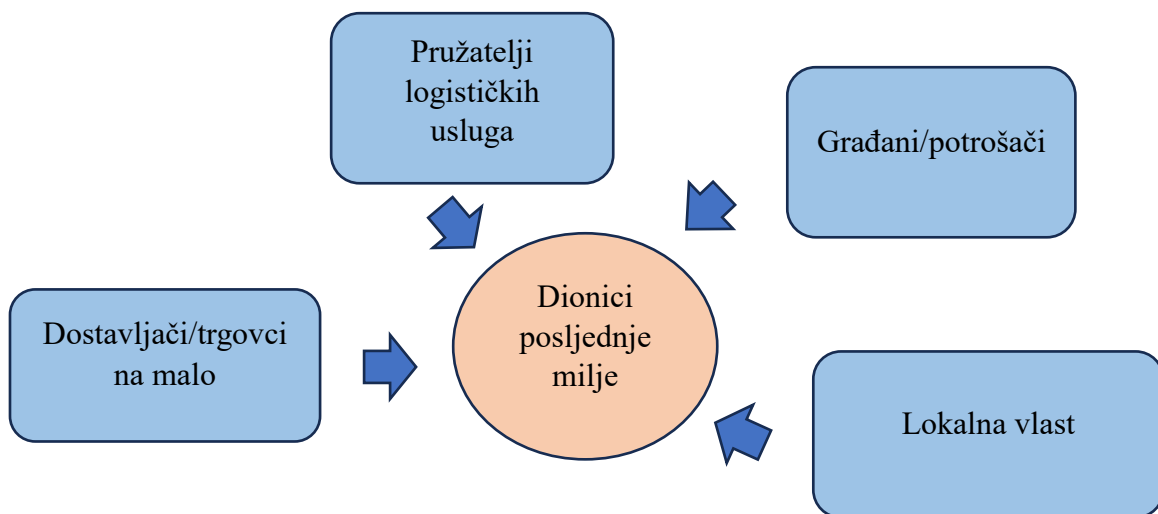 Pružatelji
logističkih
usluga
Građani/potrošači
Dionici
posljednje
milje
Dostavljači/trgovci
na malo
Lokalna vlast